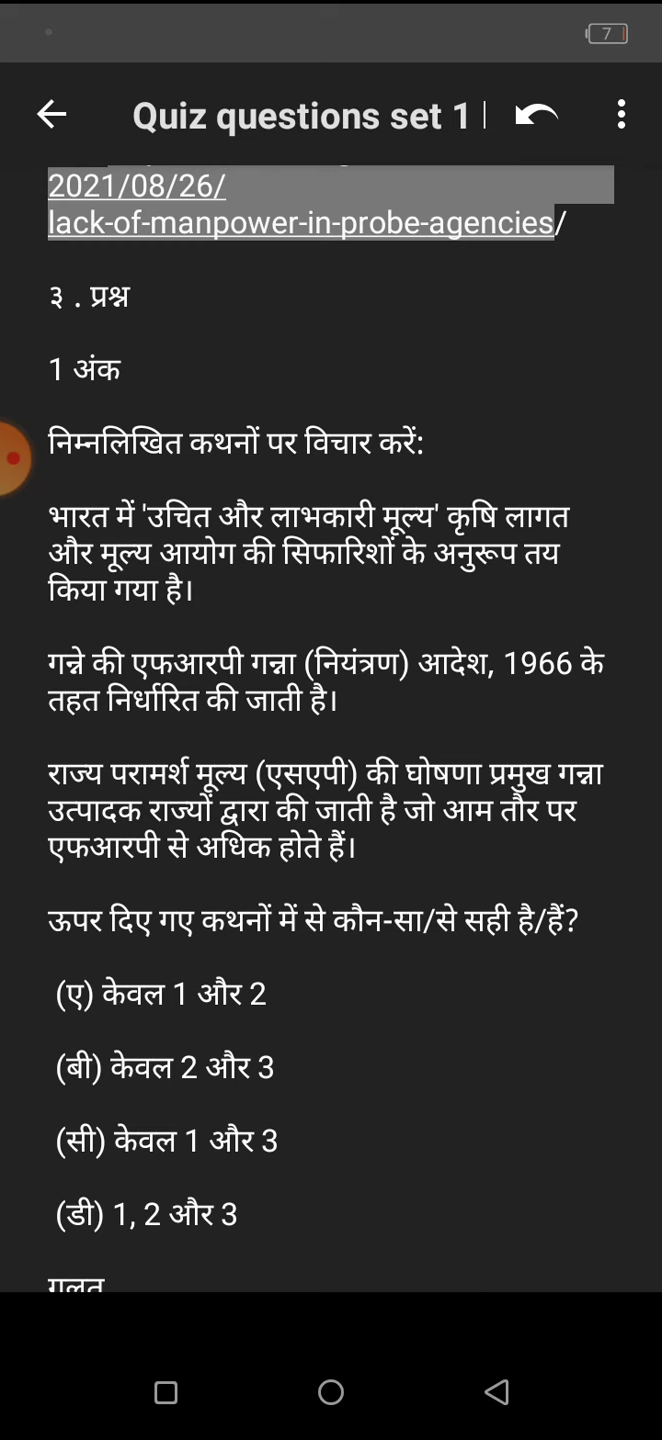 7
Quiz questions set 1
2021/08/26/
lack-of-manpower-in-probe-agencies/
३ . प्रश्न
1 अंक
निम्नलिखित कथनों पर विचार करें:
भारत में 'उचित और लाभकारी मूल्य' कृषि लागत
और मूल्य आयोग की सिफारिशों के अनुरूप तय
किया गया है।
गन्ने की एफआरपी गन्ना (नियंत्रण) आदेश, 1966 के
तहत निर्धारित की जाती है।
राज्य परामर्श मूल्य (एसएपी) की घोषणा प्रमुख गन्ना
उत्पादक राज्यों द्वारा की जाती है जो आम तौर पर
एफआरपी से अधिक होते हैं।
ऊपर दिए गए कथनों में से कौन-सा/से सही है/हैं?
(ए) केवल 1 और 2
(बी) केवल 2 और 3
(सी) केवल 1 और 3
(डी) 1, 2 और 3
गलत